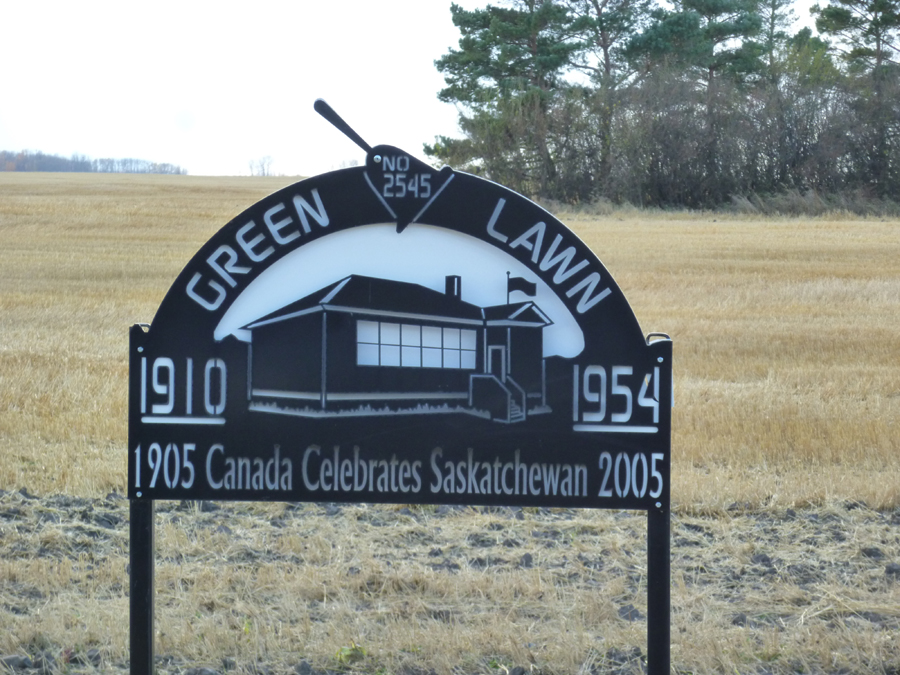 NO
2545
GREEN LAWN
1910 1954
1905 Canada Celebrates Saskatchewan 2005